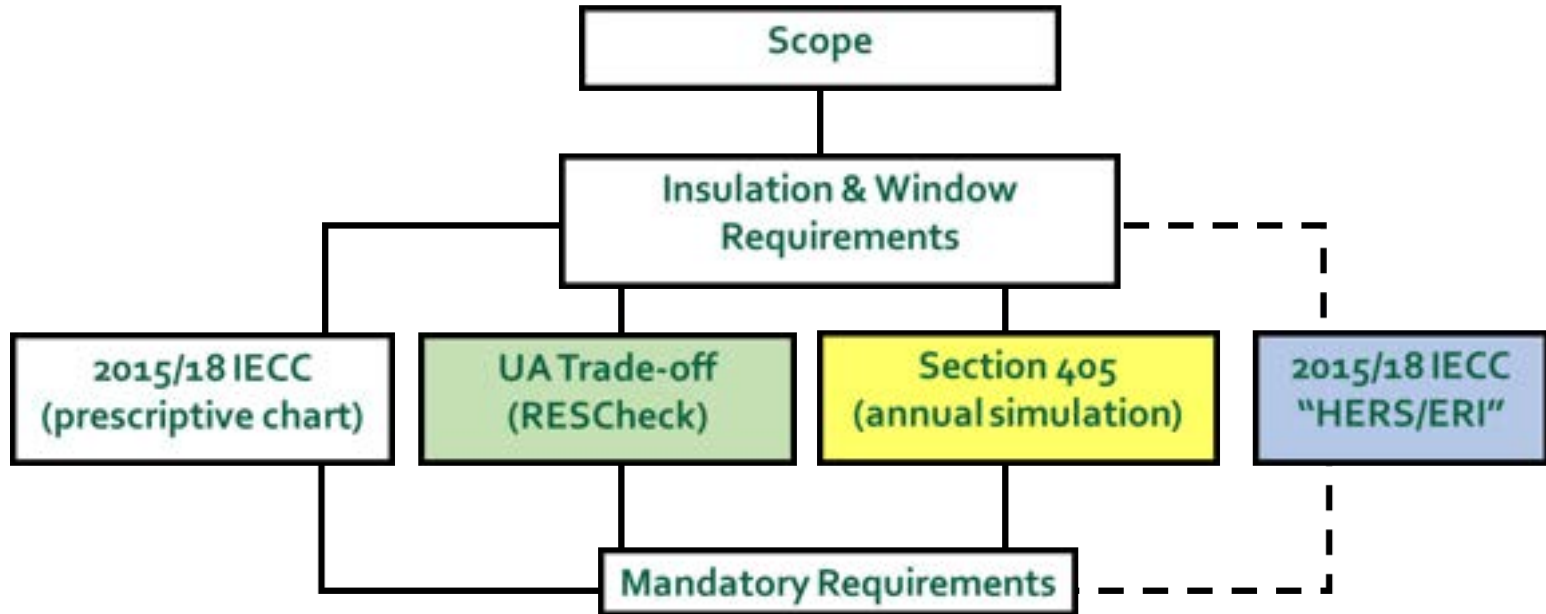 Scope
Insulation & Window
Requirements
2015/18 IECC
(prescriptive chart)
UA Trade-off
(RESCheck)
Section 405
(annual simulation)
2015/18 IECC
“HERS/ERI”
Mandatory Requirements